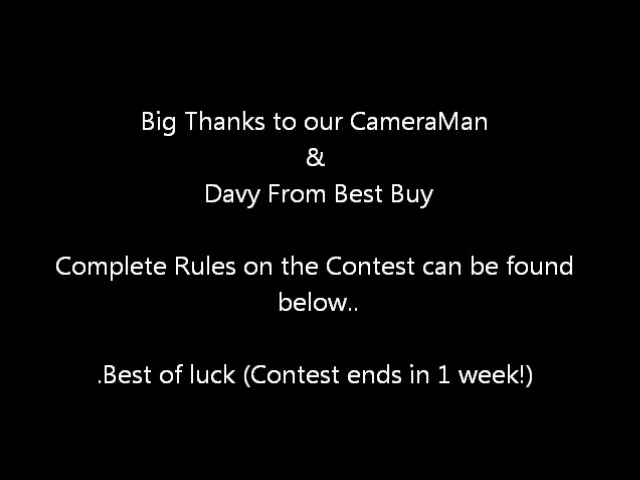 Big Thanks to our CameraMan
&
Davy From Best Buy
Complete Rules on the Contest can be found
below..
.Best of luck (Contest ends in 1 week!)